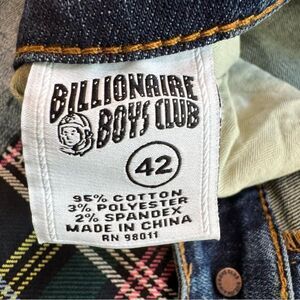 BILLIONAIRE
BOYS CLUB
42
95% COTTON
3% POLYESTER
2% SPANDEX
MADE IN CHINA
RN 98011